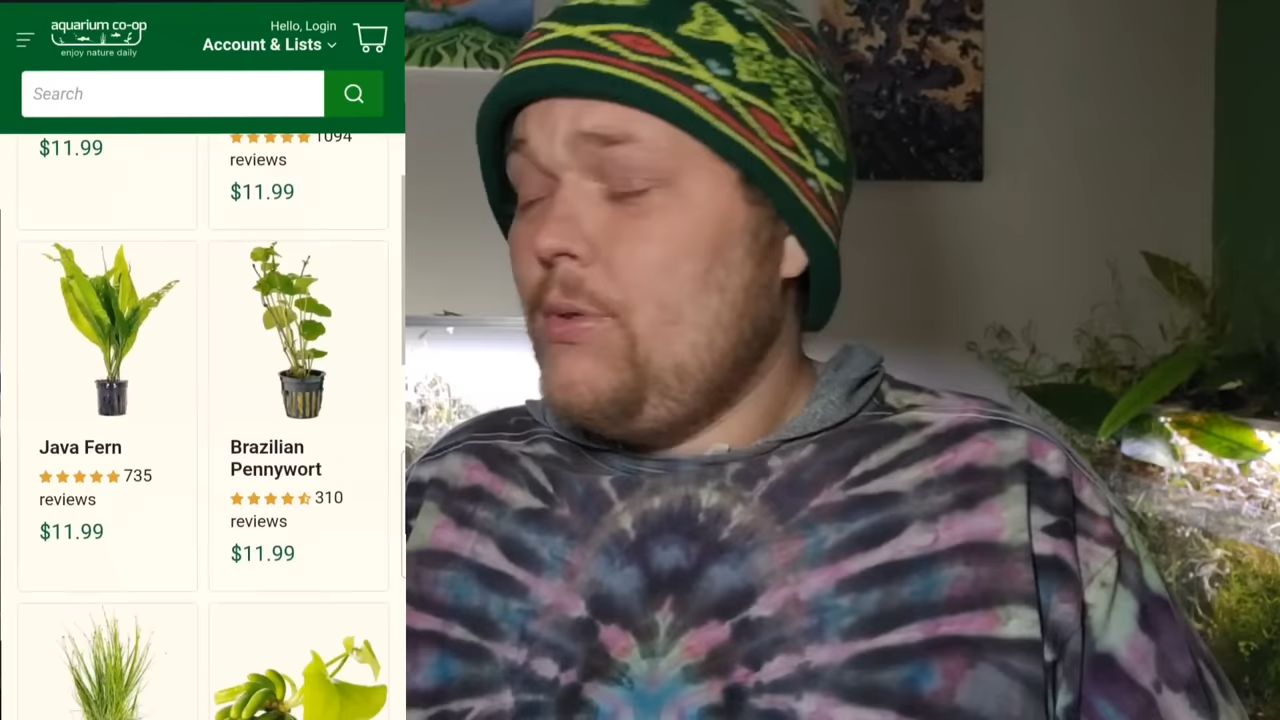 aquarium co-op
enjoy nature daily
Hello, Login
Account & Lists
Search
$11.99
1094
reviews
$11.99
Java Fern
735
reviews
$11.99
Brazilian
Pennywort
310
reviews
$11.99